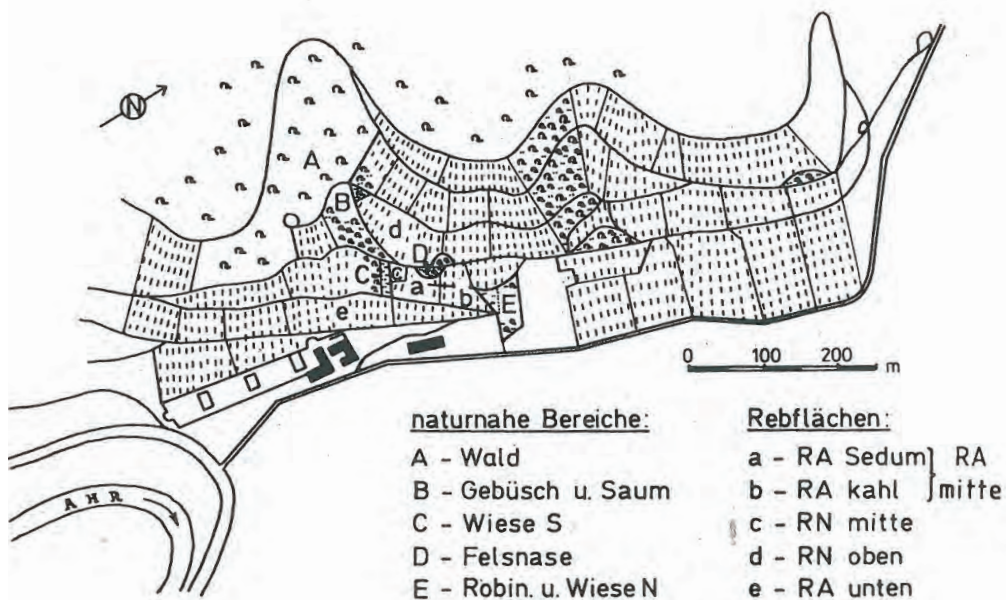 N
A
B
d
D
C
c
a
b
E
e
0 100 200 m
AHR
naturnahe Bereiche:
A - Wald
B - Gebüsch u. Saum
C - Wiese S
D - Felsnase
E - Robin. u. Wiese N
Rebflächen:
a - RA Sedum
b - RA kahl
RA
mitte
c - RN mitte
d - RN oben
e - RA unten